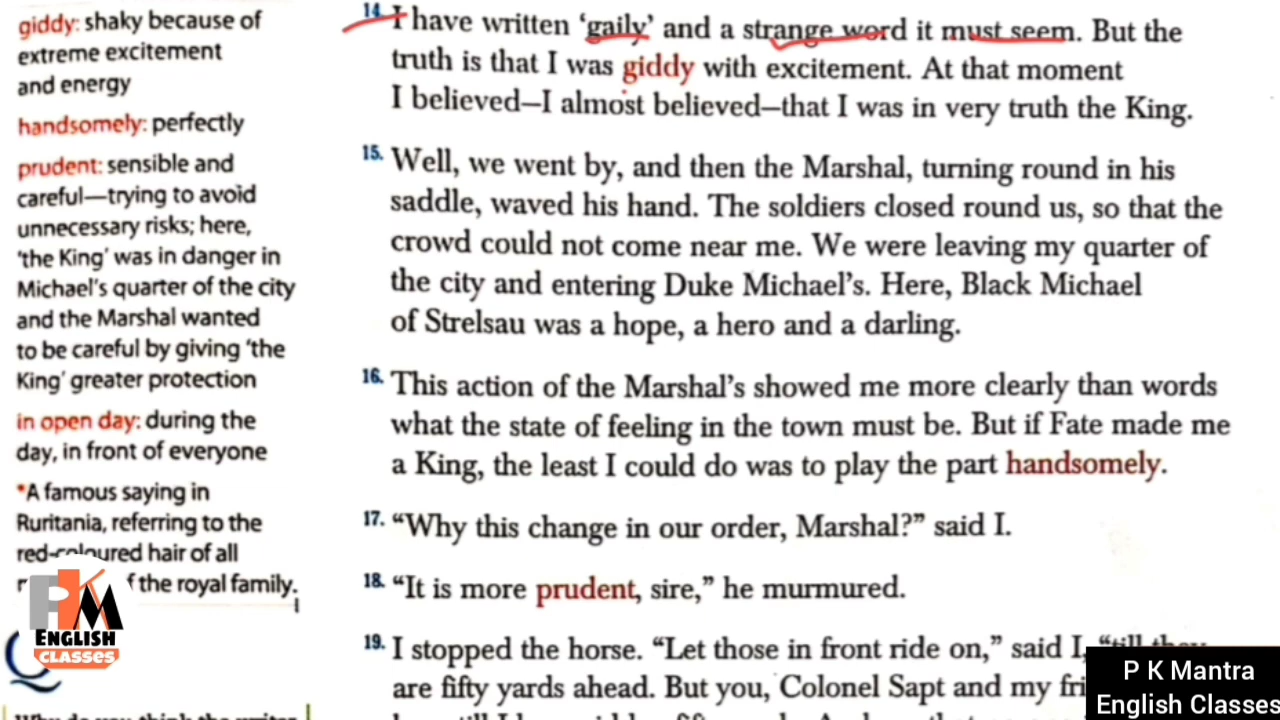 giddy: shaky because of
extreme excitement
and energy
handsomely: perfectly
prudent: sensible and
careful—trying to avoid
unnecessary risks; here,
'the King' was in danger in
Michael's quarter of the city
and the Marshal wanted
to be careful by giving 'the
King' greater protection
in open day: during the
day, in front of everyone
*A famous saying in
Ruritania, referring to the
red-coloured hair of all
f the royal family.
14. I have written 'gaily' and a strange word it must seem. But the
truth is that I was giddy with excitement. At that moment
I believed—I almost believed—that I was in very truth the King.
15. Well, we went by, and then the Marshal, turning round in his
saddle, waved his hand. The soldiers closed round us, so that the
crowd could not come near me. We were leaving my quarter of
the city and entering Duke Michael's. Here, Black Michael
of Strelsau was a hope, a hero and a darling.
16. This action of the Marshal's showed me more clearly than words
what the state of feeling in the town must be. But if Fate made me
a King, the least I could do was to play the part handsomely.
17. "Why this change in our order, Marshal?" said I.
18. "It is more prudent, sire," he murmured.
19. I stopped the horse. "Let those in front ride on," said I, "till they
are fifty yards ahead. But you, Colonel Sapt and my fri
PKM
ENGLISH
CLASSES
P K Mantra
English Classes